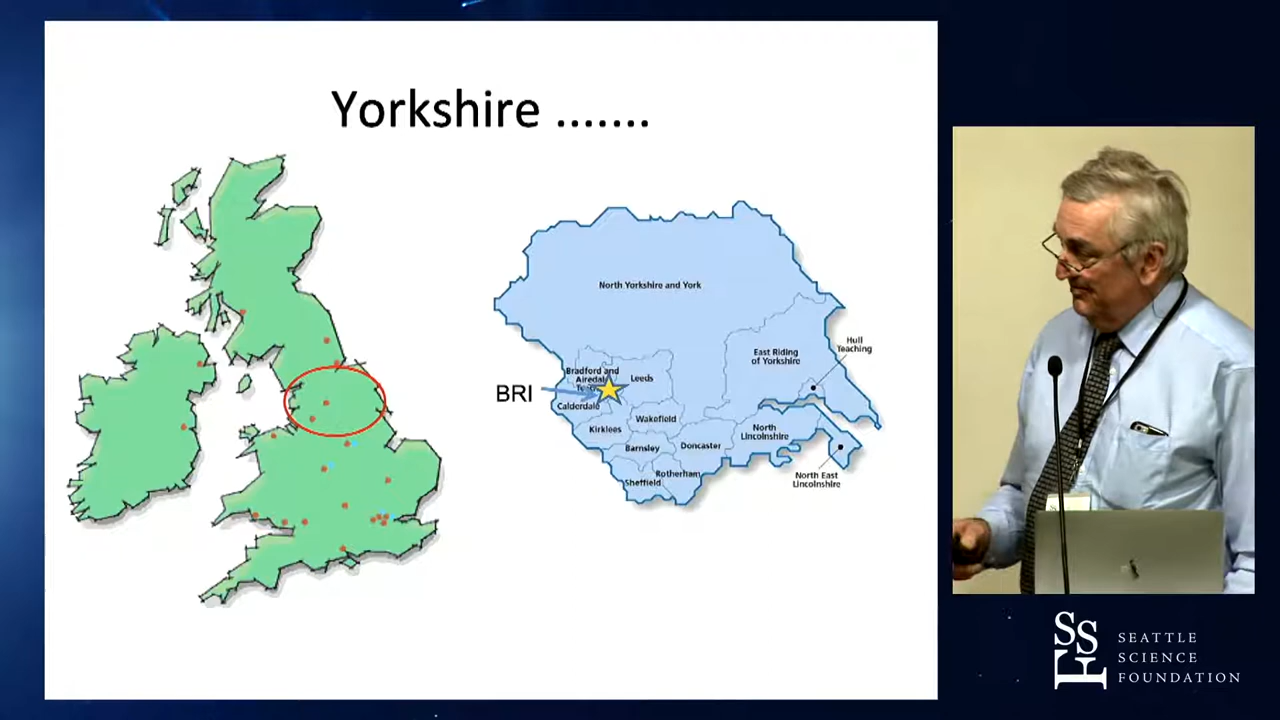 Yorkshire .......
North Yorkshire and York
East Riding
of Yorkshire
Hull
Teaching
Bradford and
Airedale
Leeds
BRI
Calderdale
Wakefield
Kirklees
North
Lincolnshire
Barnsley
Doncaster
Rotherham
Sheffield
North East
Lincolnshire
SSF
SEATTLE
SCIENCE
FOUNDATION